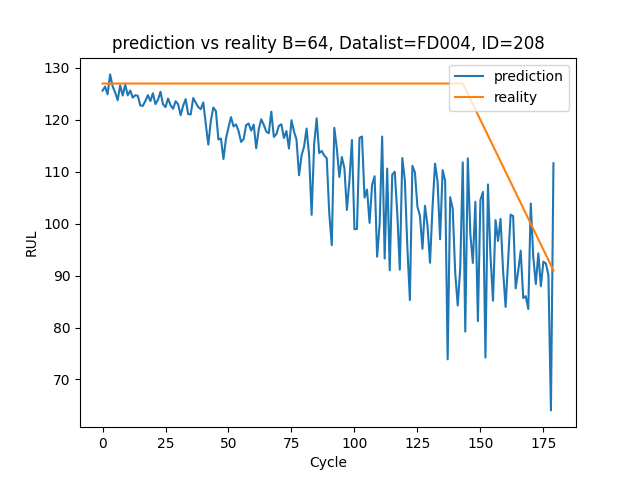 prediction vs reality B=64, Datalist=FD004, ID=208
prediction
reality
RUL
130
120
110
100
90
80
70
0 25 50 75 100 125 150 175
Cycle